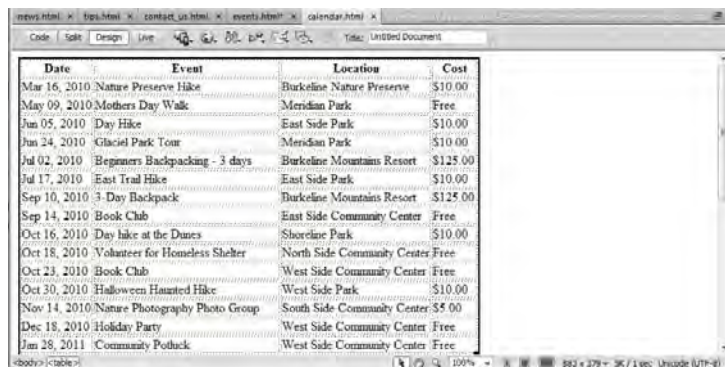 news.html × tips.html × contact_us.html × events.html* × calendar.html ×
Code Split Design Live Title: Untitled Document
Date Event Location Cost
Mar 16, 2010 Nature Preserve Hike Burkeline Nature Preserve $10.00
May 09, 2010 Mothers Day Walk Meridian Park Free
Jun 05, 2010 Day Hike East Side Park $10.00
Jun 24, 2010 Glacial Park Tour Meridian Park $10.00
Jul 02, 2010 Beginners Backpacking - 3 days Burkeline Mountains Resort $125.00
Jul 17, 2010 East Trail Hike East Side Park $10.00
Sep 10, 2010 3-Day Backpack Burkeline Mountains Resort $125.00
Sep 14, 2010 Book Club East Side Community Center Free
Oct 16, 2010 Day hike at the Dunes Shoreline Park $10.00
Oct 18, 2010 Volunteer for Homeless Shelter North Side Community Center Free
Oct 23, 2010 Book Club West Side Community Center Free
Oct 30, 2010 Halloween Haunted Hike West Side Park $10.00
Nov 14, 2010 Nature Photography Photo Group South Side Community Center $5.00
Dec 18, 2010 Holiday Party West Side Community Center Free
Jan 28, 2011 Community Potluck West Side Community Center Free
<body> <table> 100% 883 x 279 5K / 1 sec Unicode (UTF-8)